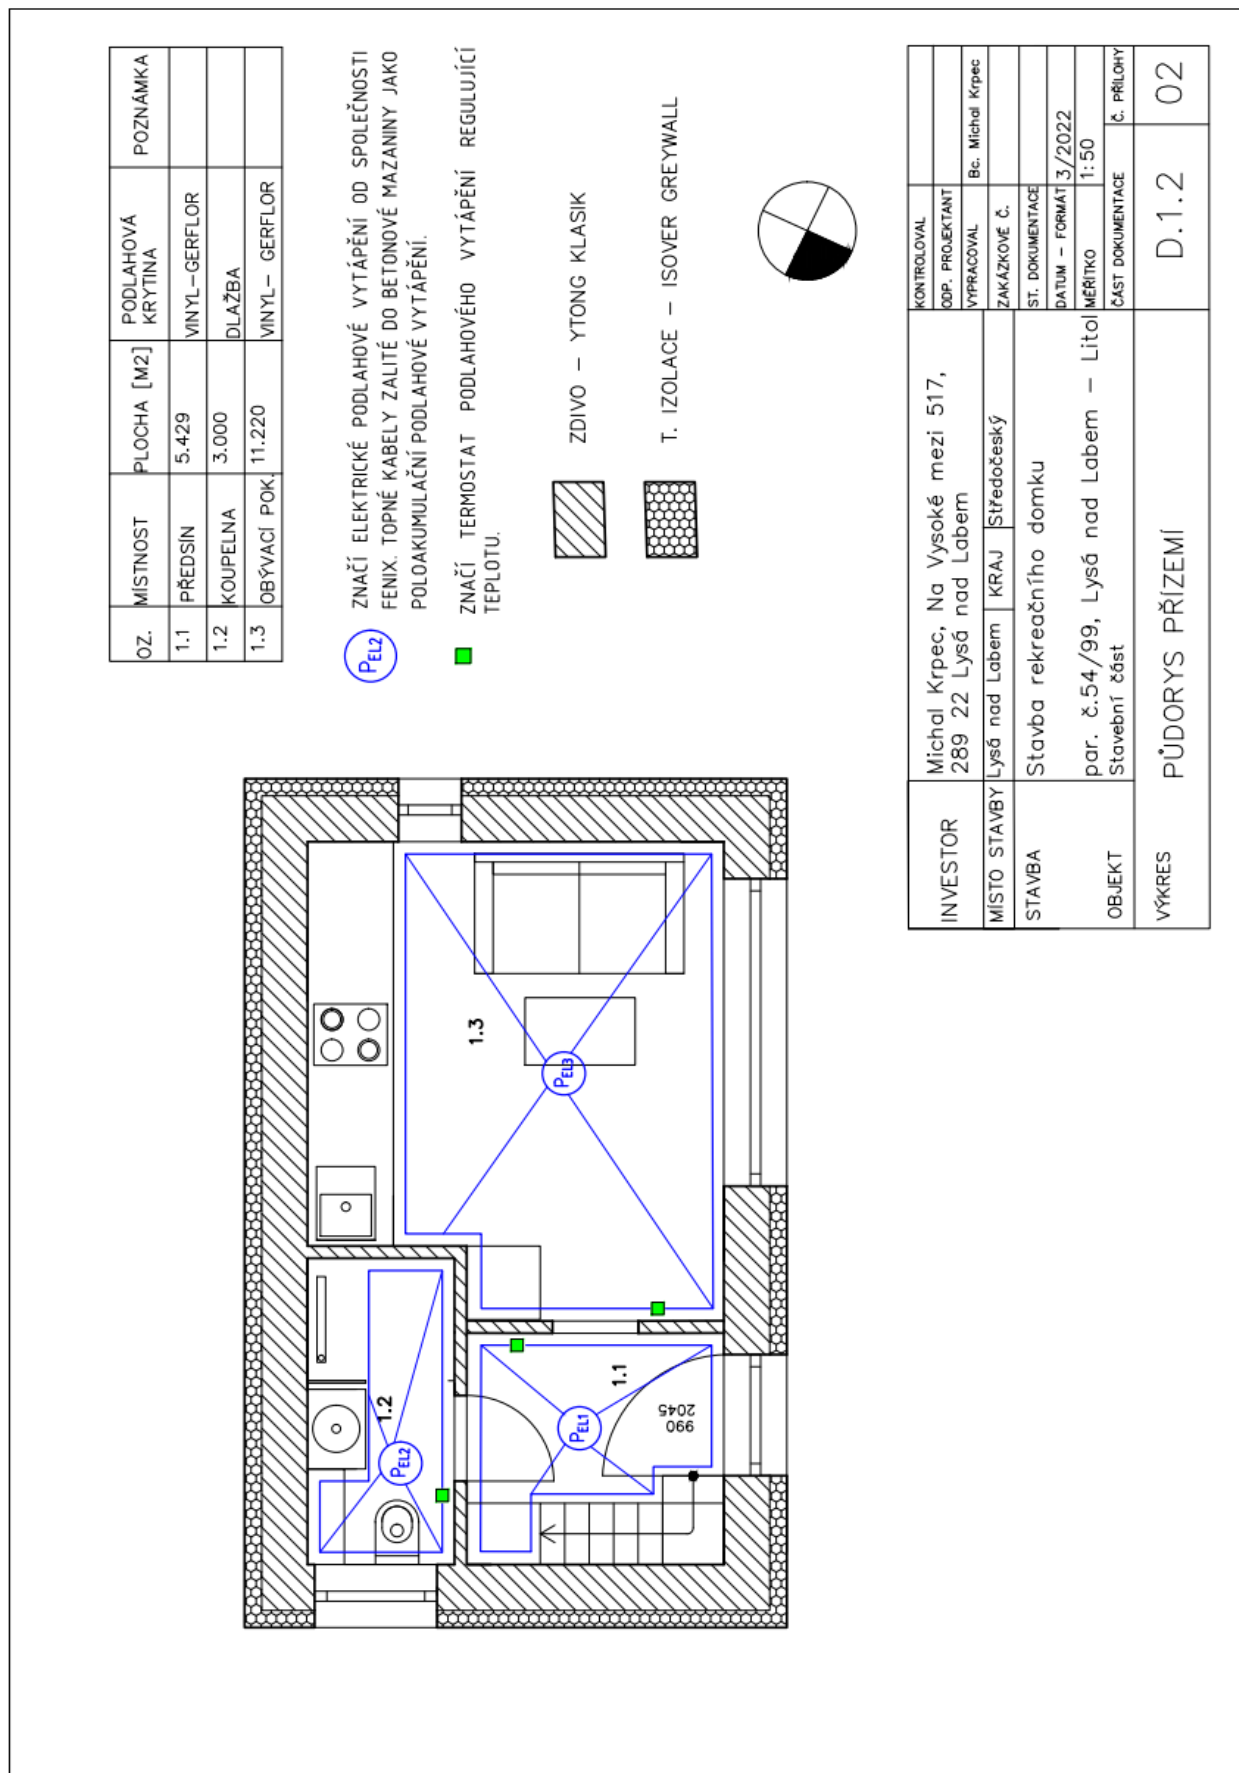 OZ. MÍSTNOST PLOCHA [M2] PODLAHOVÁ KRYTINA POZNÁMKA
1.1 PŘEDSÍN 5.429 VINYL-GERFLOR
1.2 KOUPELNA 3.000 DLAŽBA
1.3 OBÝVACÍ POK. 11.220 VINYL- GERFLOR
PEL2
ZNAČÍ ELEKTRICKÉ PODLAHOVÉ VYTÁPĚNÍ OD SPOLEČNOSTI
FENIX. TOPNÉ KABELY ZALITÉ DO BETONOVÉ MAZANINY JAKO
POLOAKUMULAČNÍ PODLAHOVÉ VYTÁPĚNÍ.
ZNAČÍ TERMOSTAT PODLAHOVÉHO VYTÁPĚNÍ REGULUJÍCÍ
TEPLOTU.
ZDIVO - YTONG KLASIK
T. IZOLACE - ISOVER GREYWALL
1.2
PEL2
1.3
PEL3
1.1
PEL1
990
2045
INVESTOR
Michal Krpec, Na Vysoké mezi 517,
289 22 Lysá nad Labem
MÍSTO STAVBY Lysá nad Labem KRAJ Středočeský
STAVBA
Stavba rekreačního domku
par. č.54/99, Lysá nad Labem - Litol
OBJEKT Stavební část
VÝKRES PŮDORYS PŘÍZEMÍ
KONTROLOVAL
ODP. PROJEKTANT
VYPRACOVAL Bc. Michal Krpec
ZAKÁZKOVÉ Č.
ST. DOKUMENTACE
DATUM - FORMÁT 3/2022
MĚŘÍTKO 1:50
ČÁST DOKUMENTACE Č. PŘÍLOHY
D.1.2 02